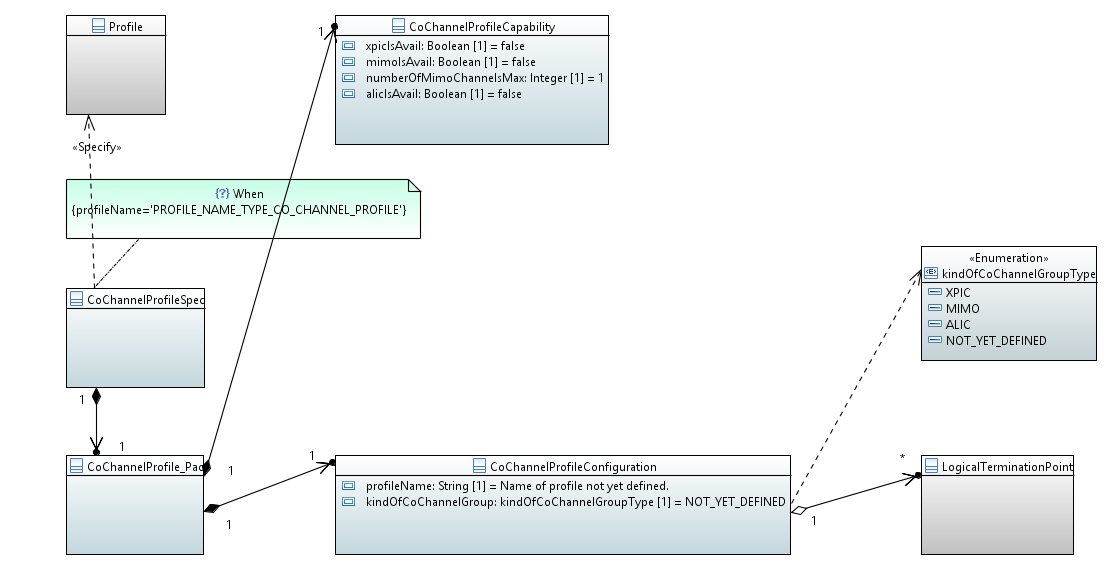 Profile
CoChannelProfileCapability
xpicIsAvail: Boolean [1] = false
mimoIsAvail: Boolean [1] = false
numberOfMimoChannelsMax: Integer [1] = 1
alicIsAvail: Boolean [1] = false
1
«Specify»
{?} When
{profileName='PROFILE_NAME_TYPE_CO_CHANNEL_PROFILE'}
«Enumeration»
kindOfCoChannelGroupType
XPIC
MIMO
ALIC
NOT_YET_DEFINED
CoChannelProfileSpec
1
1
CoChannelProfile_Pac
1
1
1
CoChannelProfileConfiguration
profileName: String [1] = Name of profile not yet defined.
kindOfCoChannelGroup: kindOfCoChannelGroupType [1] = NOT_YET_DEFINED
*
1
LogicalTerminationPoint